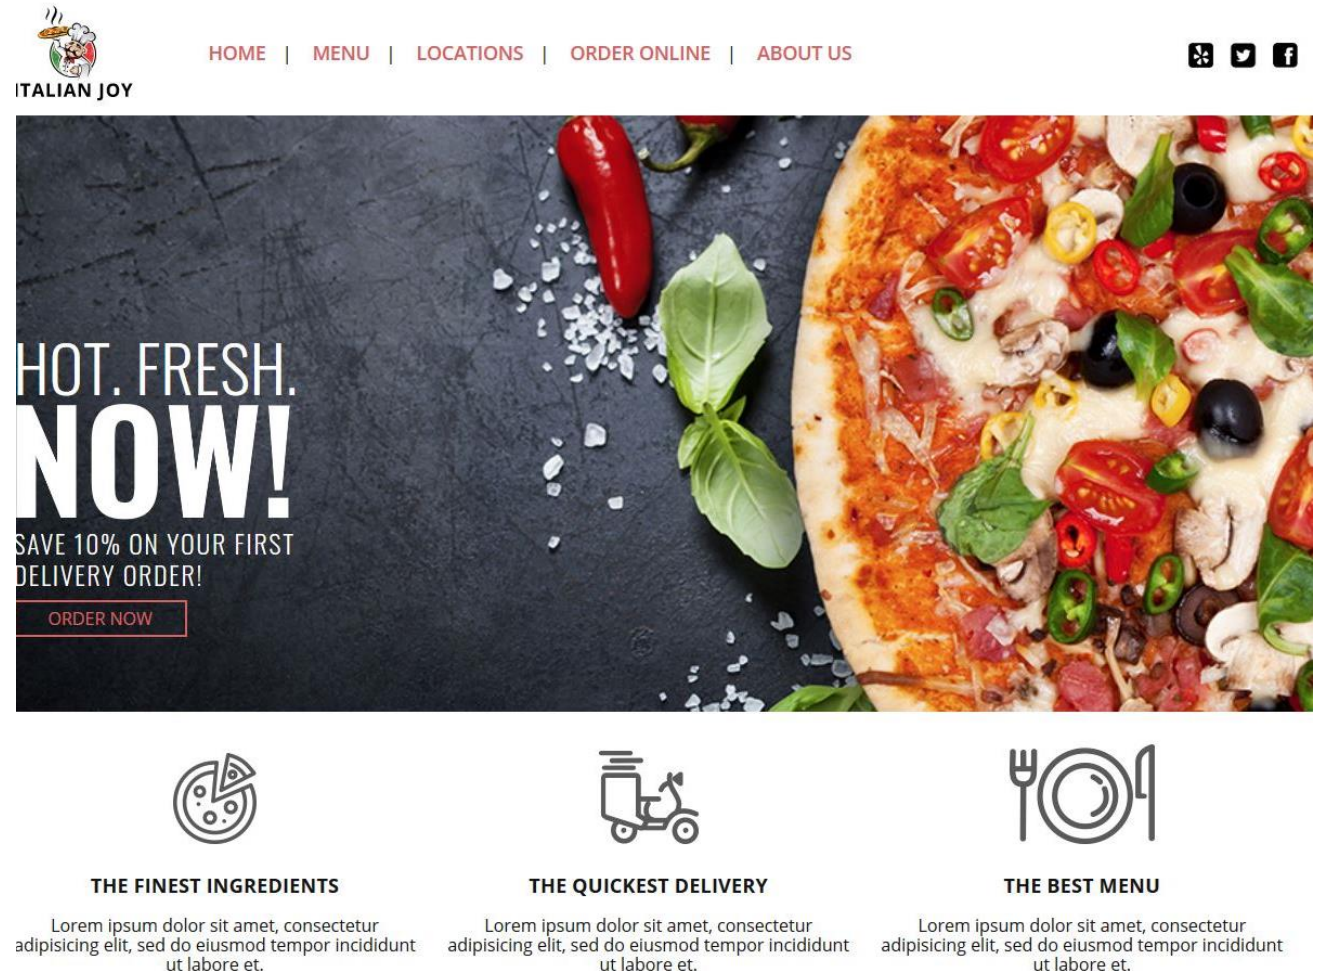 ITALIAN JOY
HOME | MENU | LOCATIONS | ORDER ONLINE | ABOUT US
HOT. FRESH.
NOW!
SAVE 10% ON YOUR FIRST
DELIVERY ORDER!
ORDER NOW
THE FINEST INGREDIENTS
Lorem ipsum dolor sit amet, consectetur
adipisicing elit, sed do eiusmod tempor incididunt
ut labore et.
THE QUICKEST DELIVERY
Lorem ipsum dolor sit amet, consectetur
adipisicing elit, sed do eiusmod tempor incididunt
ut labore et.
THE BEST MENU
Lorem ipsum dolor sit amet, consectetur
adipisicing elit, sed do eiusmod tempor incididunt
ut labore et.